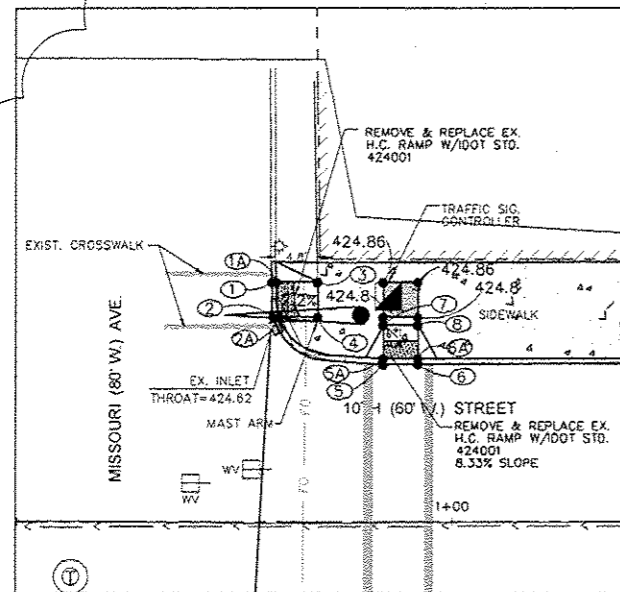 REMOVE & REPLACE EX.
H.C. RAMP W/IDOT STD.
424001
TRAFFIC SIG.
CONTROLLER
424.86
EXIST. CROSSWALK
1A
3
424.86
1
2.2%
424.8
7
424.8
2
4
8
SIDEWALK
2A
6A
EX. INLET
THROAT=424.62
5A
5
6
MISSOURI (80' W.) AVE.
MAST ARM
10TH (60' W.) STREET
REMOVE & REPLACE EX.
H.C. RAMP W/IDOT STD.
424001
8.33% SLOPE
WV
WV
1+00
T